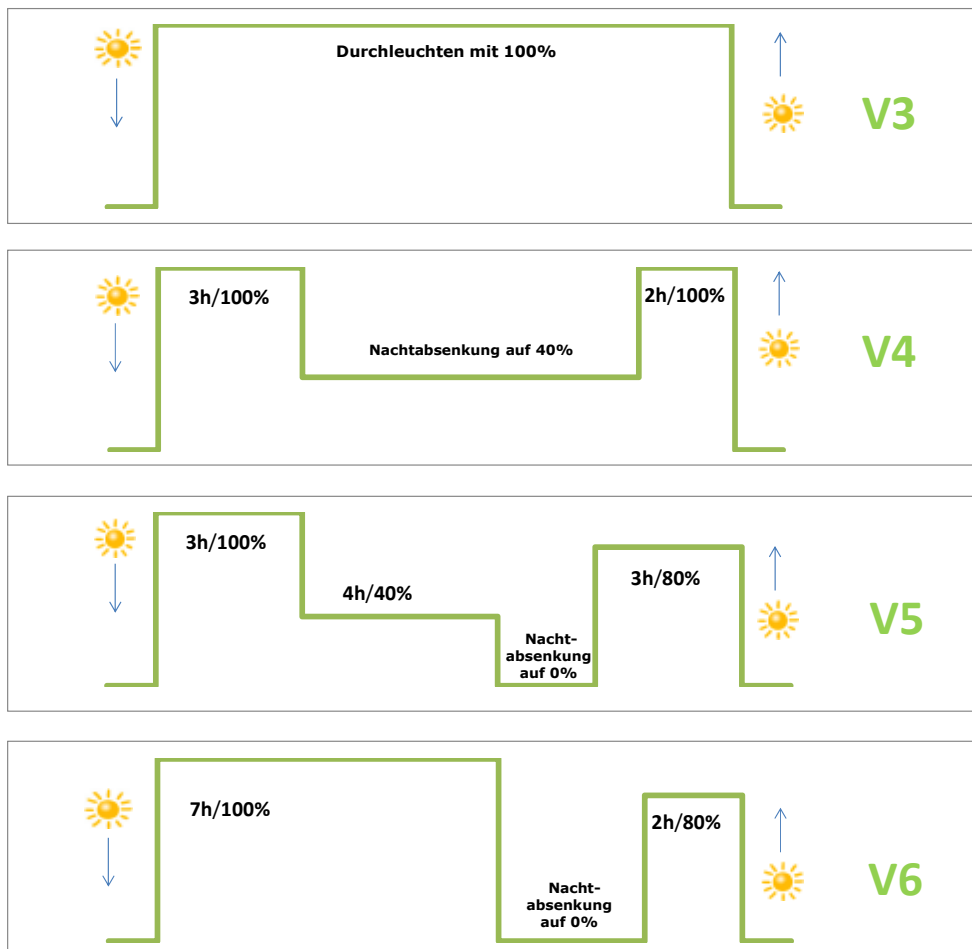 Durchleuchten mit 100%
V3
3h/100%
2h/100%
Nachtabsenkung auf 40%
V4
3h/100%
4h/40%
3h/80%
Nacht-
absenkung
auf 0%
V5
7h/100%
2h/80%
Nacht-
absenkung
auf 0%
V6